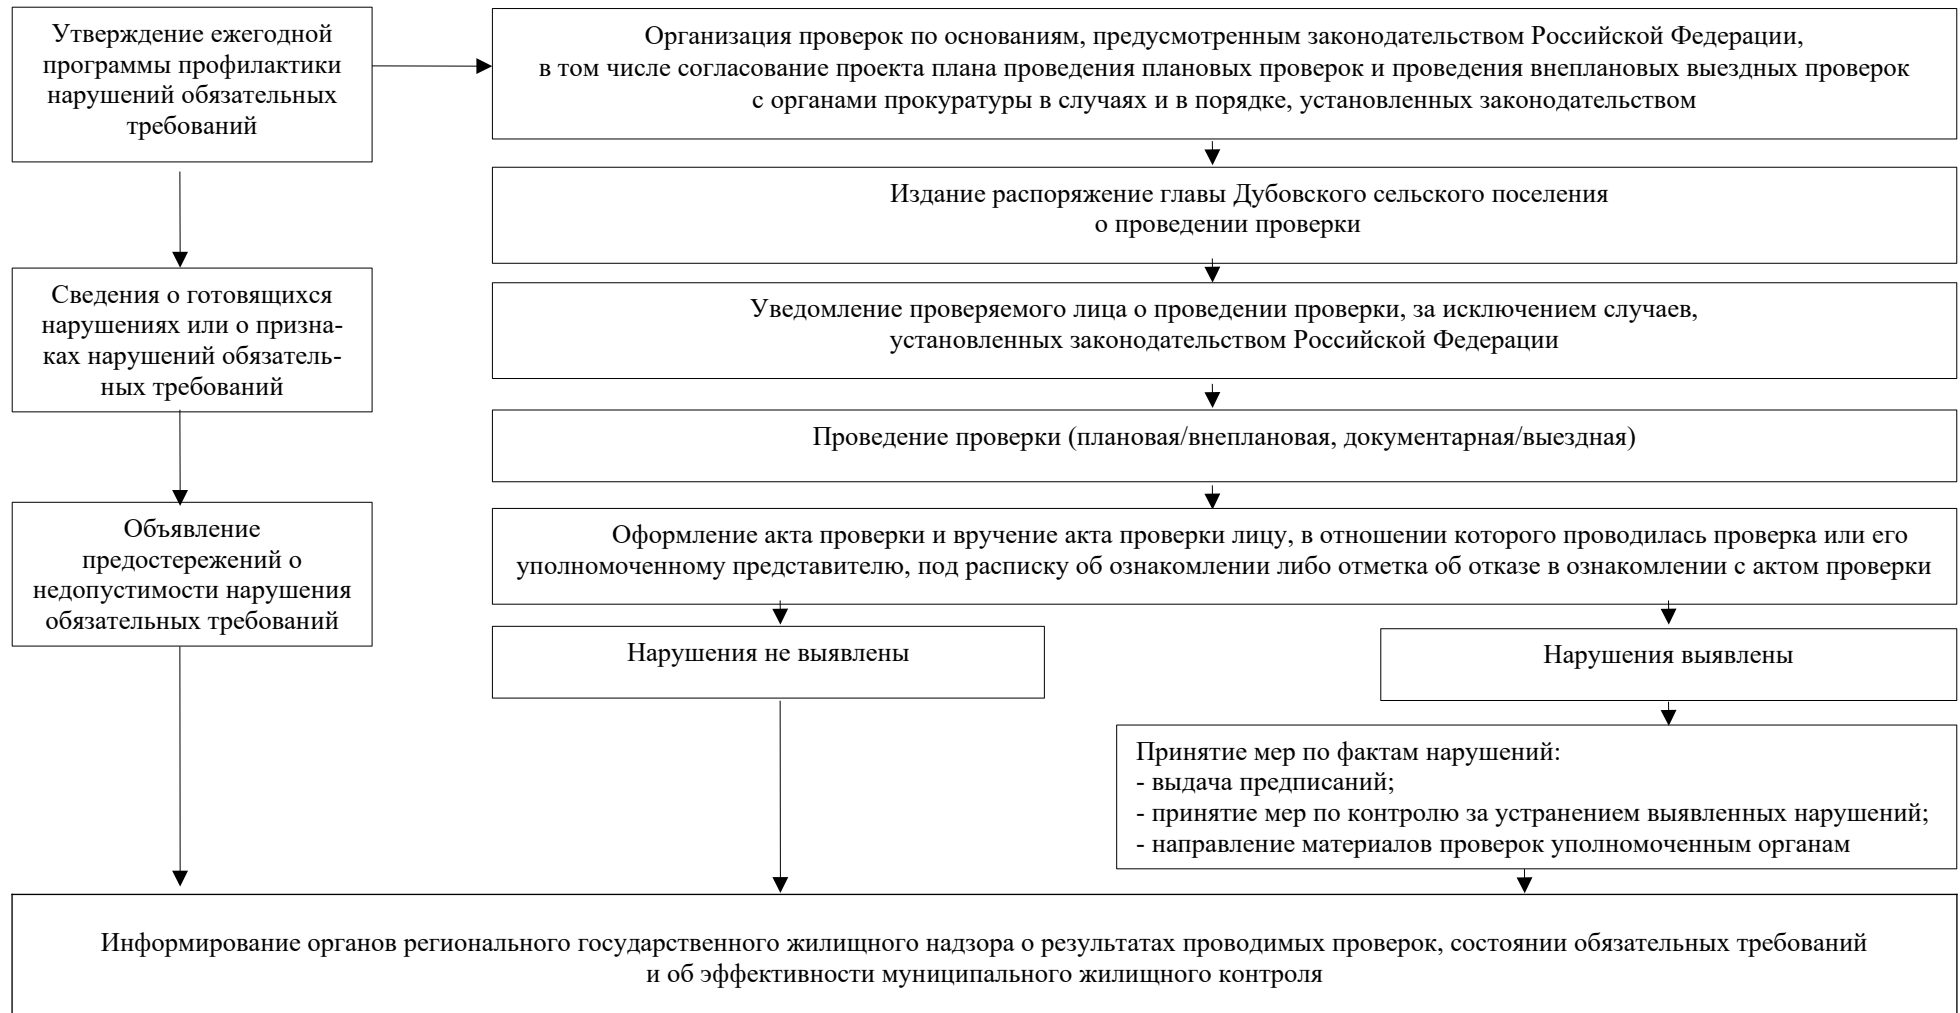 Утверждение ежегодной
программы профилактики
нарушений обязательных
требований
Организация проверок по основаниям, предусмотренным законодательством Российской Федерации,
в том числе согласование проекта плана проведения плановых проверок и проведения внеплановых выездных проверок
с органами прокуратуры в случаях и в порядке, установленных законодательством
Издание распоряжение главы Дубовского сельского поселения
о проведении проверки
Сведения о готовящихся
нарушениях или о призна-
ках нарушений обязатель-
ных требований
Уведомление проверяемого лица о проведении проверки, за исключением случаев,
установленных законодательством Российской Федерации
Проведение проверки (плановая/внеплановая, документарная/выездная)
Объявление
предостережений о
недопустимости нарушения
обязательных требований
Оформление акта проверки и вручение акта проверки лицу, в отношении которого проводилась проверка или его
уполномоченному представителю, под расписку об ознакомлении либо отметка об отказе в ознакомлении с актом проверки
Нарушения не выявлены
Нарушения выявлены
Принятие мер по фактам нарушений:
- выдача предписаний;
- принятие мер по контролю за устранением выявленных нарушений;
- направление материалов проверок уполномоченным органам
Информирование органов регионального государственного жилищного надзора о результатах проводимых проверок, состоянии обязательных требований
и об эффективности муниципального жилищного контроля